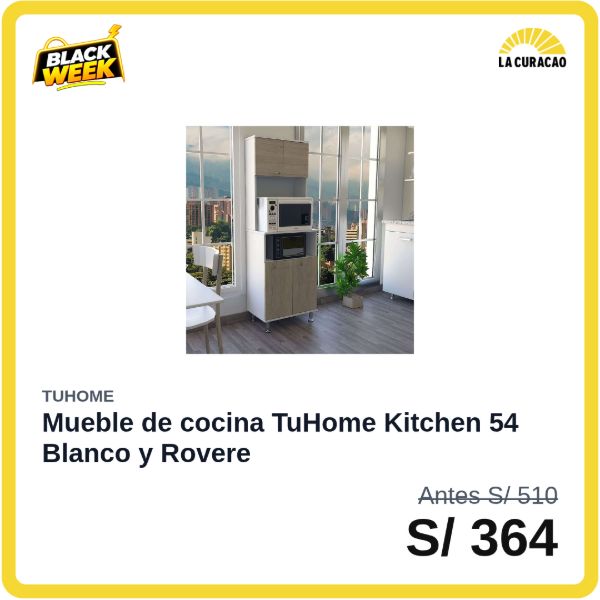 BLACK
WEEK
LA CURACAO
TUHOME
Mueble de cocina TuHome Kitchen 54
Blanco y Rovere
Antes S/ 510
S/ 364